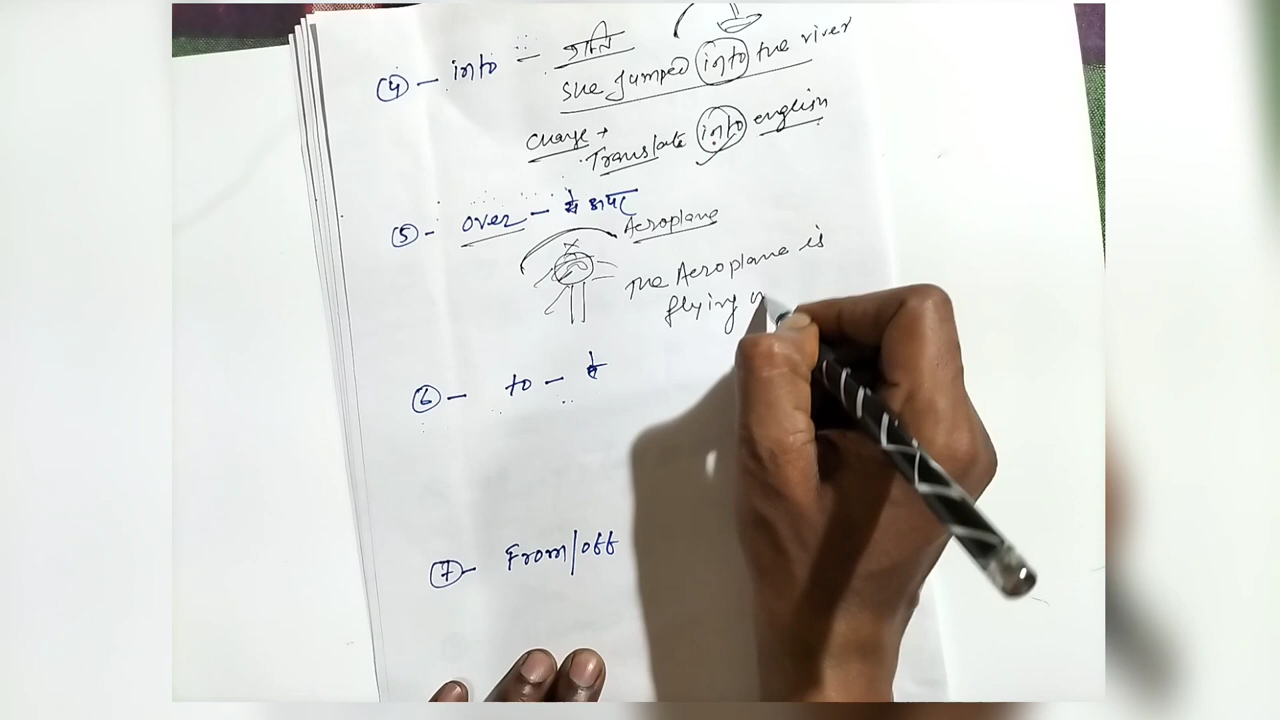 ④ - into = गति
She Jumped into the river
change →
Translate into english
⑤ - over - के ऊपर
Aeroplane
The Aeroplane is
flying
⑥ - to -
⑦ - From/off